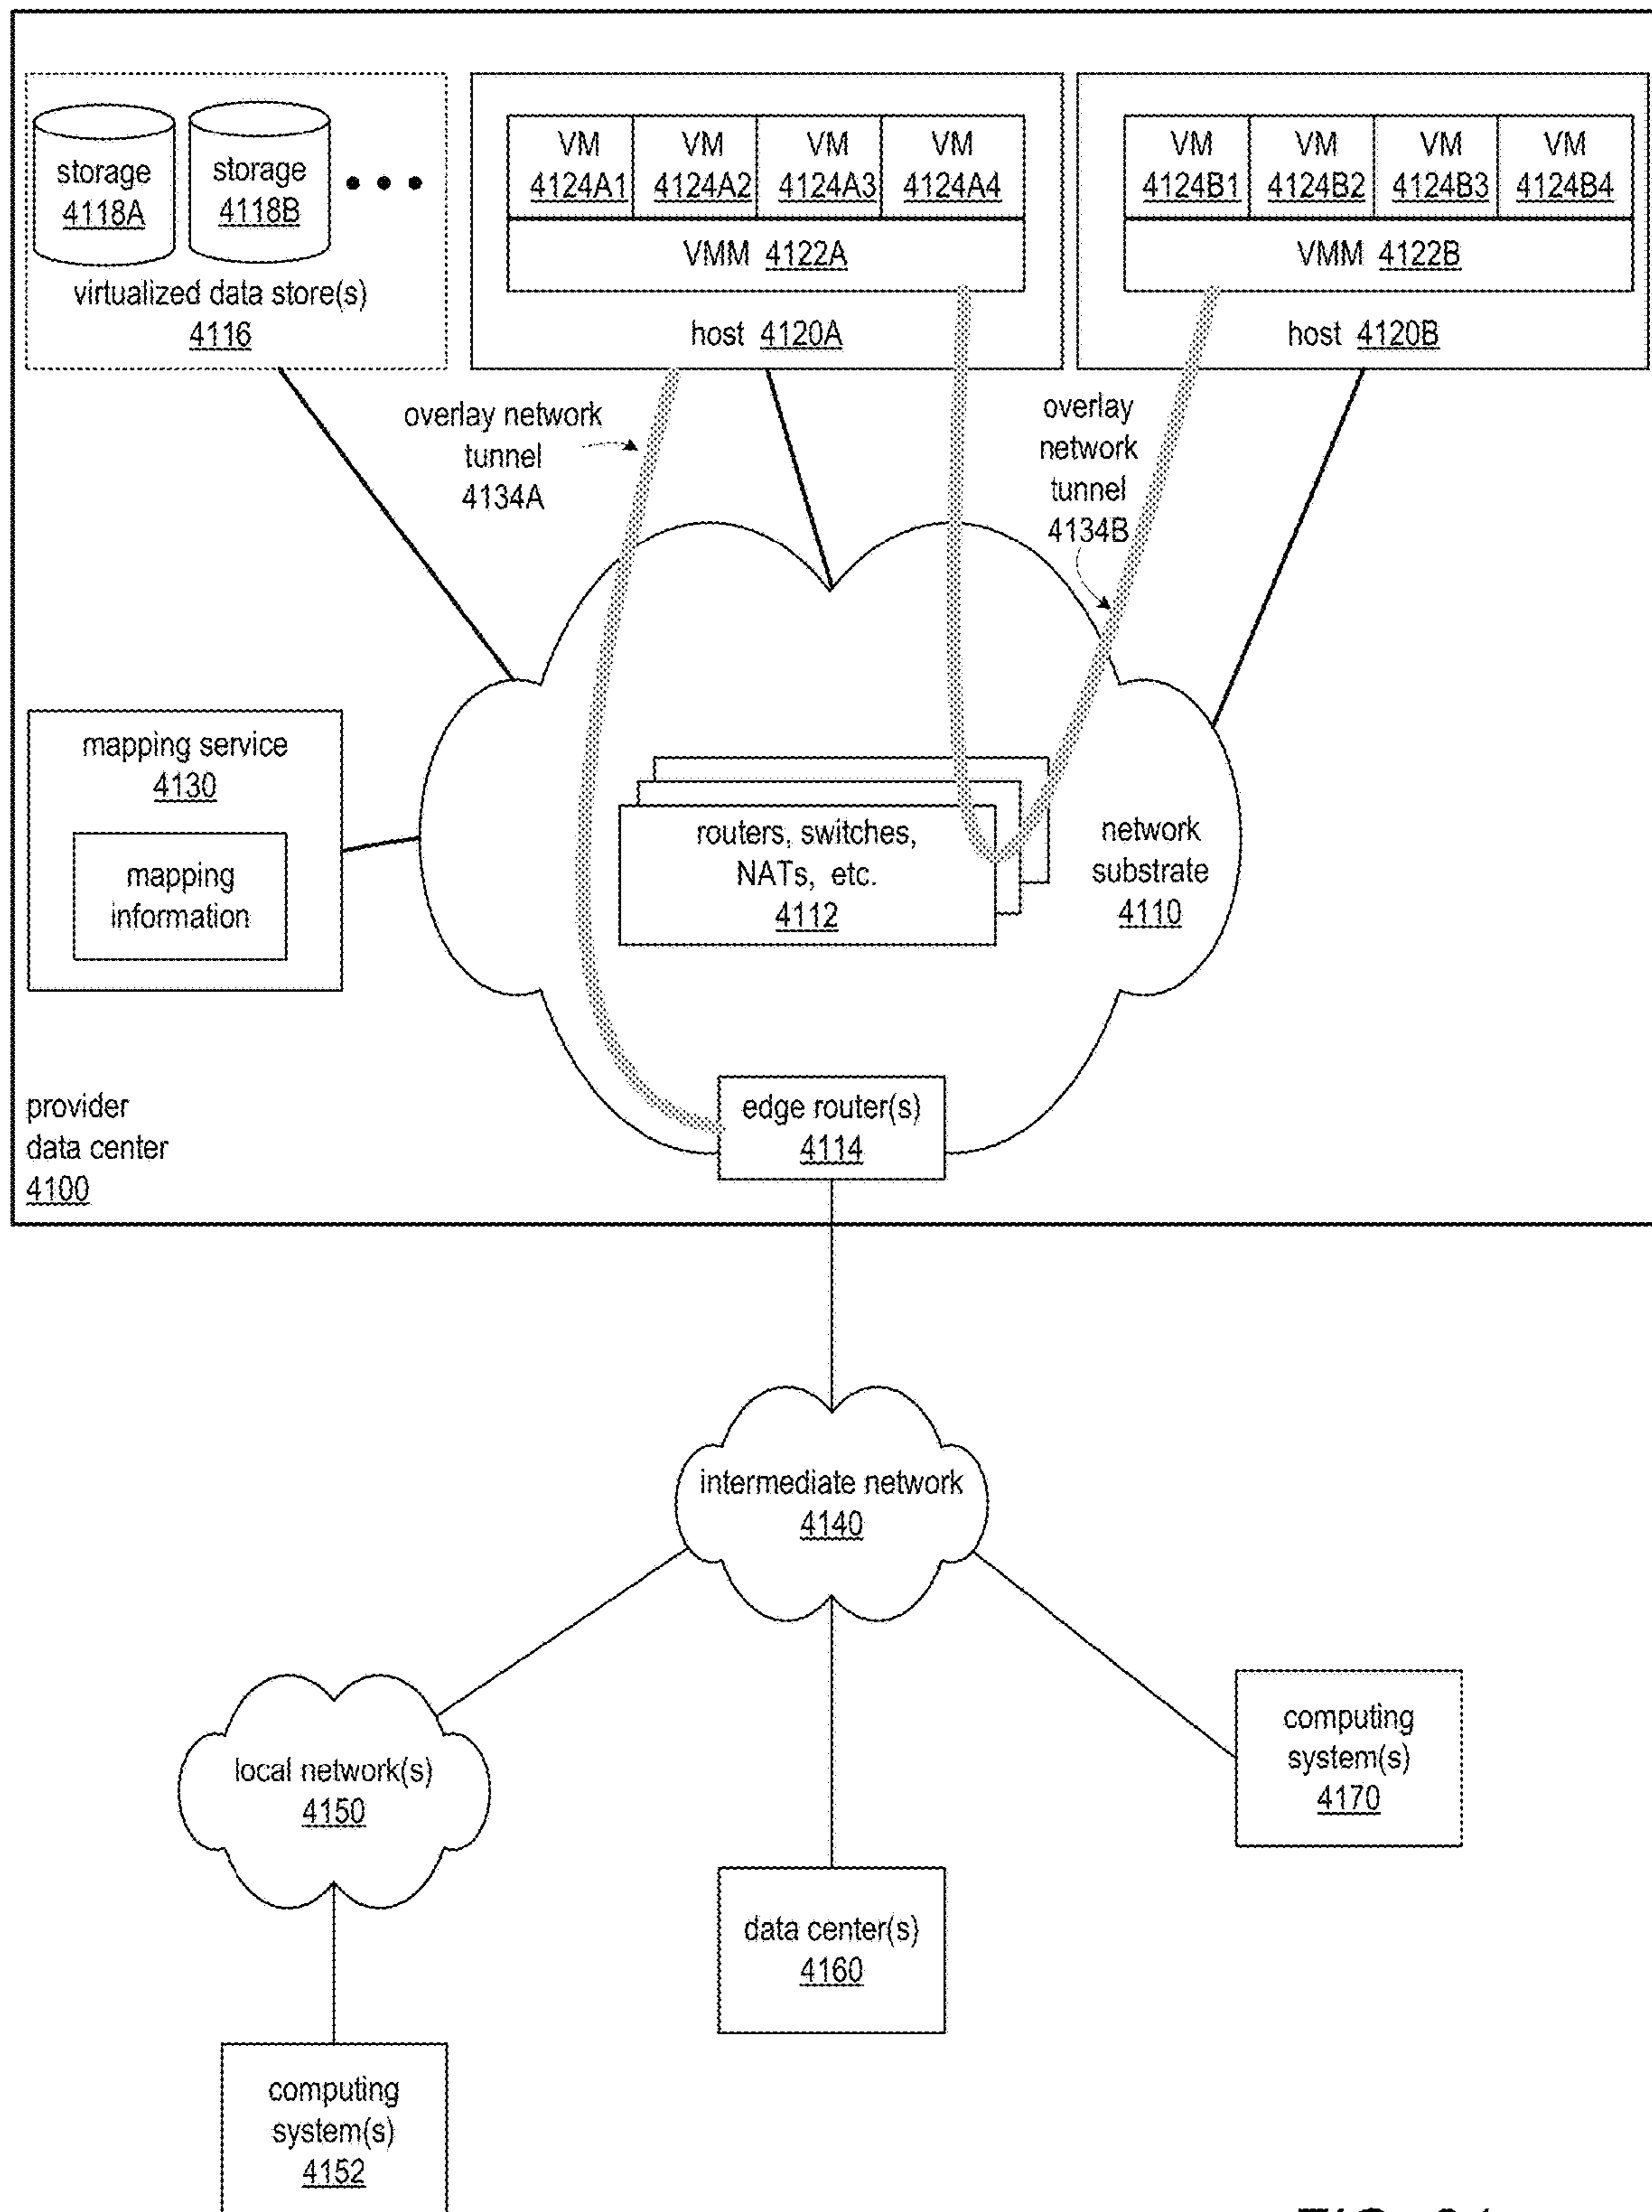 storage
4118A
storage
4118B
virtualized data store(s)
4116
VM
4124A1
VM
4124A2
VM
4124A3
VM
4124A4
VMM 4122A
host 4120A
VM
4124B1
VM
4124B2
VM
4124B3
VM
4124B4
VMM 4122B
host 4120B
overlay network
tunnel
4134A
overlay
network
tunnel
4134B
mapping service
4130
mapping
information
routers, switches,
NATs, etc.
4112
network
substrate
4110
edge router(s)
4114
provider
data center
4100
intermediate network
4140
local network(s)
4150
computing
system(s)
4170
data center(s)
4160
computing
system(s)
4152